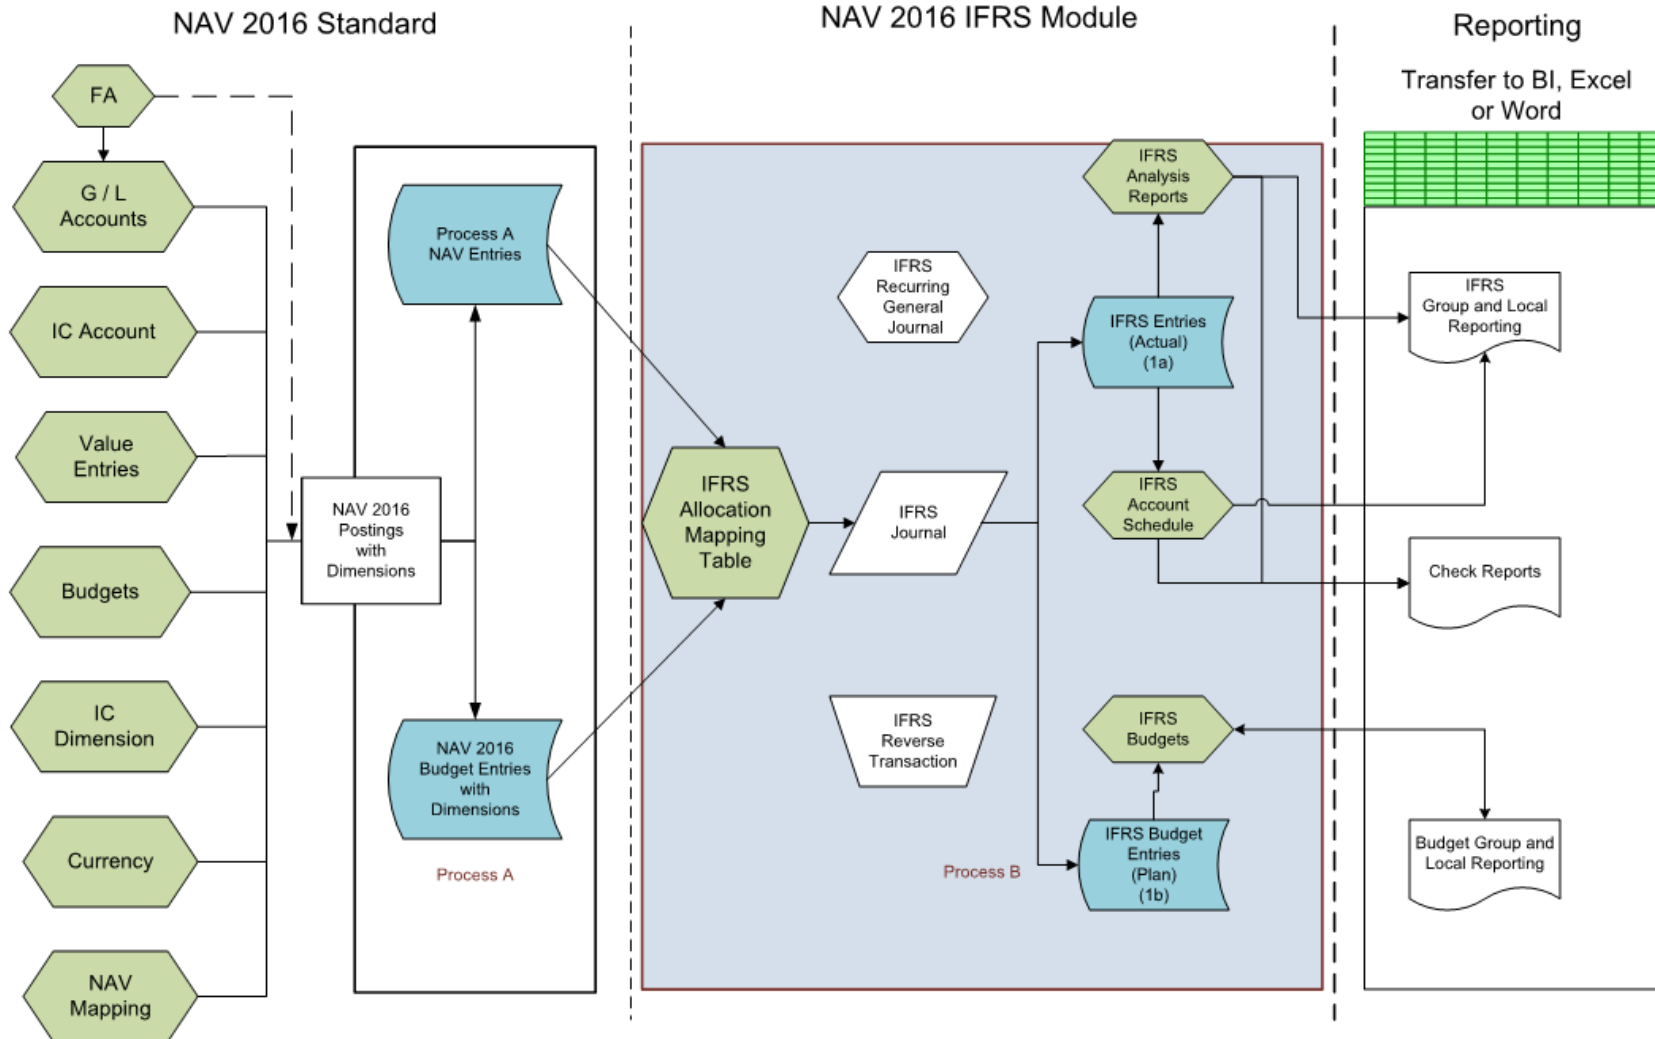 NAV 2016 Standard
FA
G / L
Accounts
IC Account
Value
Entries
Budgets
IC
Dimension
Currency
NAV
Mapping
NAV 2016
Postings
with
Dimensions
Process A
NAV Entries
NAV 2016
Budget Entries
with
Dimensions
Process A
NAV 2016 IFRS Module
IFRS
Allocation
Mapping
Table
IFRS
Recurring
General
Journal
IFRS
Journal
IFRS
Reverse
Transaction
Process B
IFRS
Analysis
Reports
IFRS Entries
(Actual)
(1a)
IFRS
Account
Schedule
IFRS
Budgets
IFRS Budget
Entries
(Plan)
(1b)
Reporting
Transfer to BI, Excel
or Word
IFRS
Group and Local
Reporting
Check Reports
Budget Group and
Local Reporting